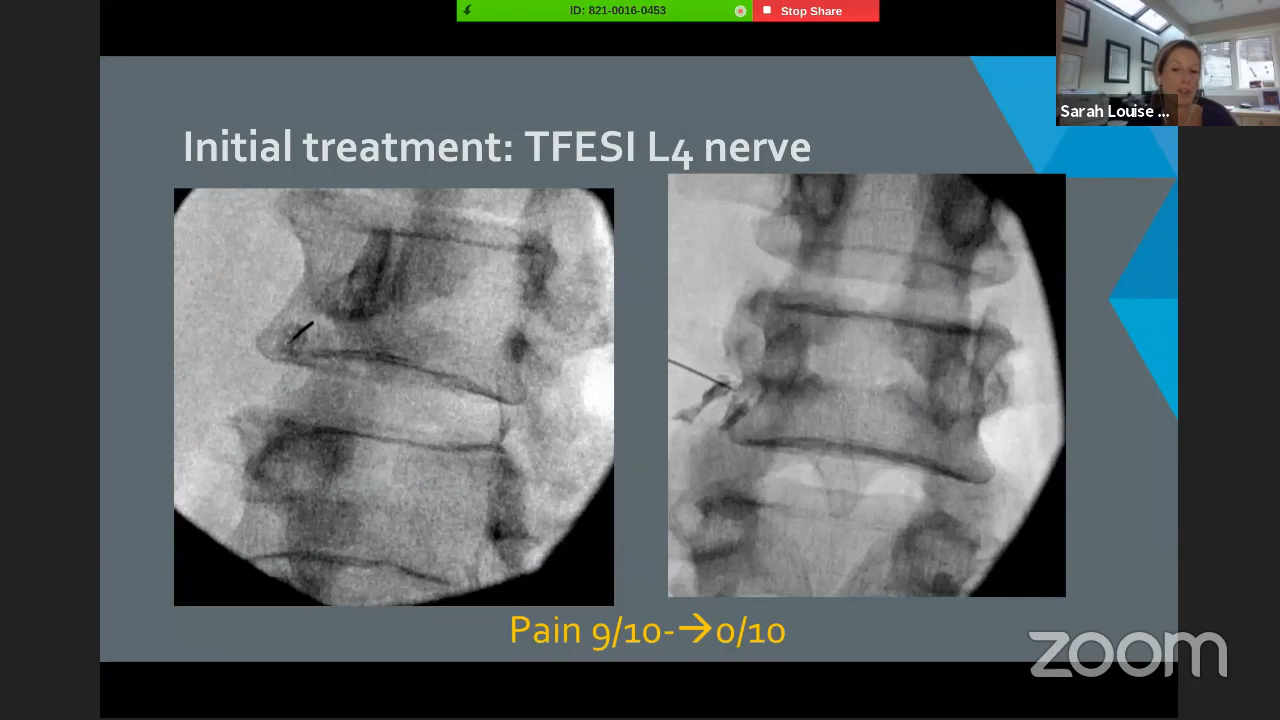 ID: 821-0016-0453
Stop Share
Sarah Louise ...
Initial treatment: TFESI L4 nerve
Pain 9/10-→0/10
zoom